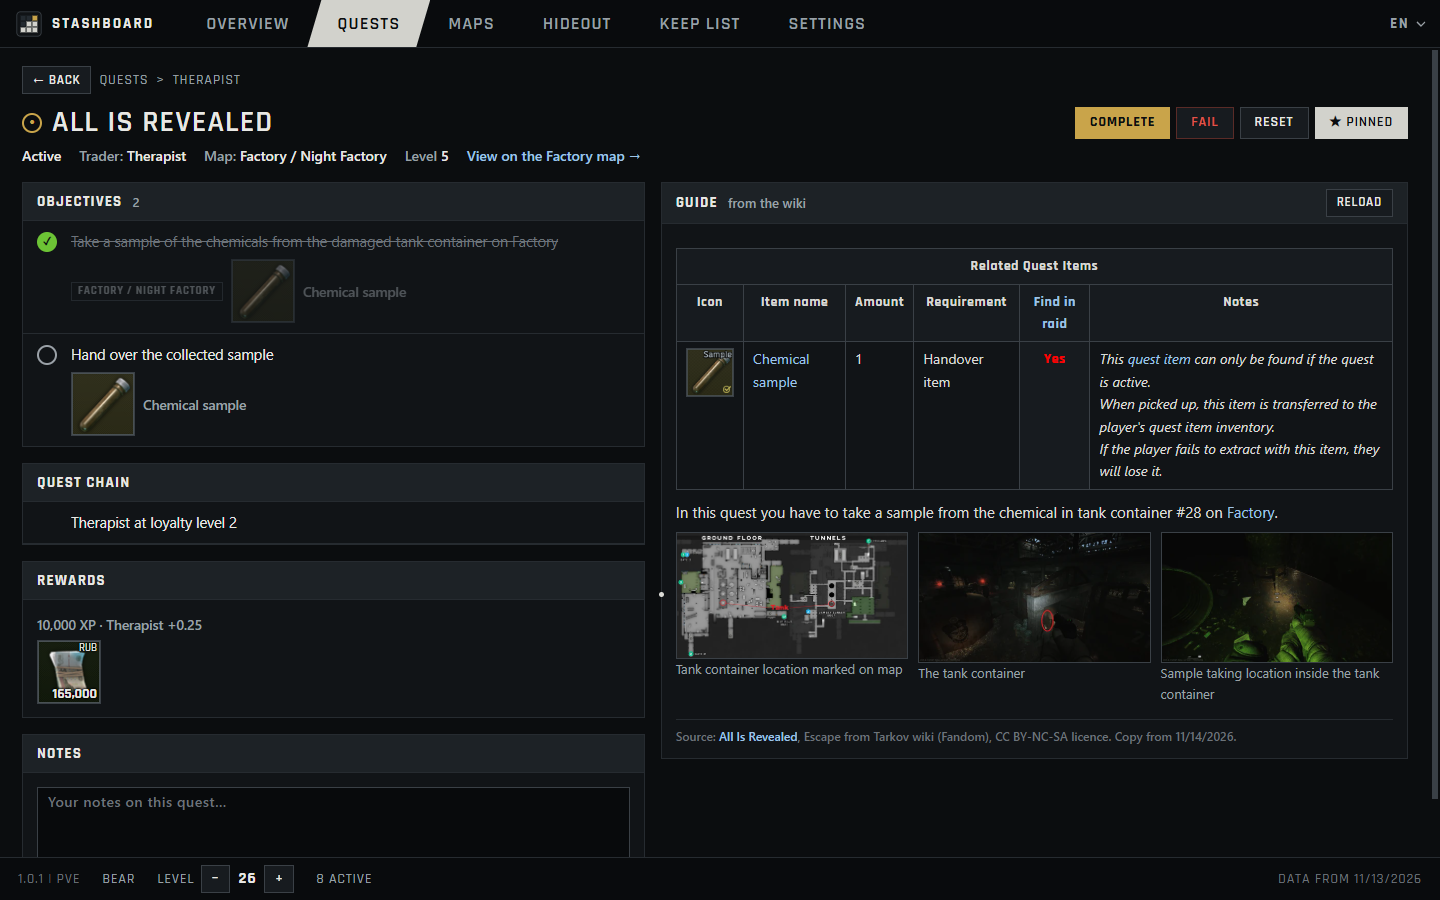 STASHBOARD
OVERVIEW
QUESTS
MAPS
HIDEOUT
KEEP LIST
SETTINGS
EN
← BACK
QUESTS > THERAPIST
ALL IS REVEALED
COMPLETE
FAIL
RESET
★ PINNED
Active Trader: Therapist Map: Factory / Night Factory Level 5 View on the Factory map →
OBJECTIVES 2
Take a sample of the chemicals from the damaged tank container on Factory
FACTORY / NIGHT FACTORY
Chemical sample
Hand over the collected sample
Chemical sample
QUEST CHAIN
Therapist at loyalty level 2
REWARDS
10,000 XP · Therapist +0.25
RUB
165,000
NOTES
Your notes on this quest...
GUIDE from the wiki
RELOAD
Related Quest Items
Icon
Item name
Amount
Requirement
Find in
raid
Notes
Sample
Chemical
sample
1
Handover
item
Yes
This quest item can only be found if the quest
is active.
When picked up, this item is transferred to the
player's quest item inventory.
If the player fails to extract with this item, they
will lose it.
In this quest you have to take a sample from the chemical in tank container #28 on Factory.
GROUND FLOOR
TUNNELS
Tank container location marked on map
The tank container
Sample taking location inside the tank
container
Source: All Is Revealed, Escape from Tarkov wiki (Fandom), CC BY-NC-SA licence. Copy from 11/14/2026.
1.0.1 | PVE
BEAR
LEVEL − 26 +
8 ACTIVE
DATA FROM 11/13/2026